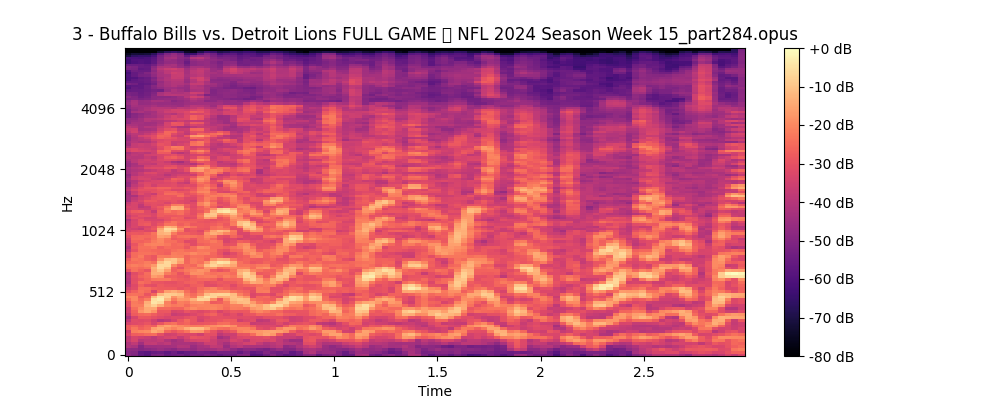 3 - Buffalo Bills vs. Detroit Lions FULL GAME ▯ NFL 2024 Season Week 15_part284.opus
+0 dB
-10 dB
-20 dB
-30 dB
-40 dB
-50 dB
-60 dB
-70 dB
-80 dB
4096
2048
1024
512
0
Hz
0
0.5
1
1.5
2
2.5
Time